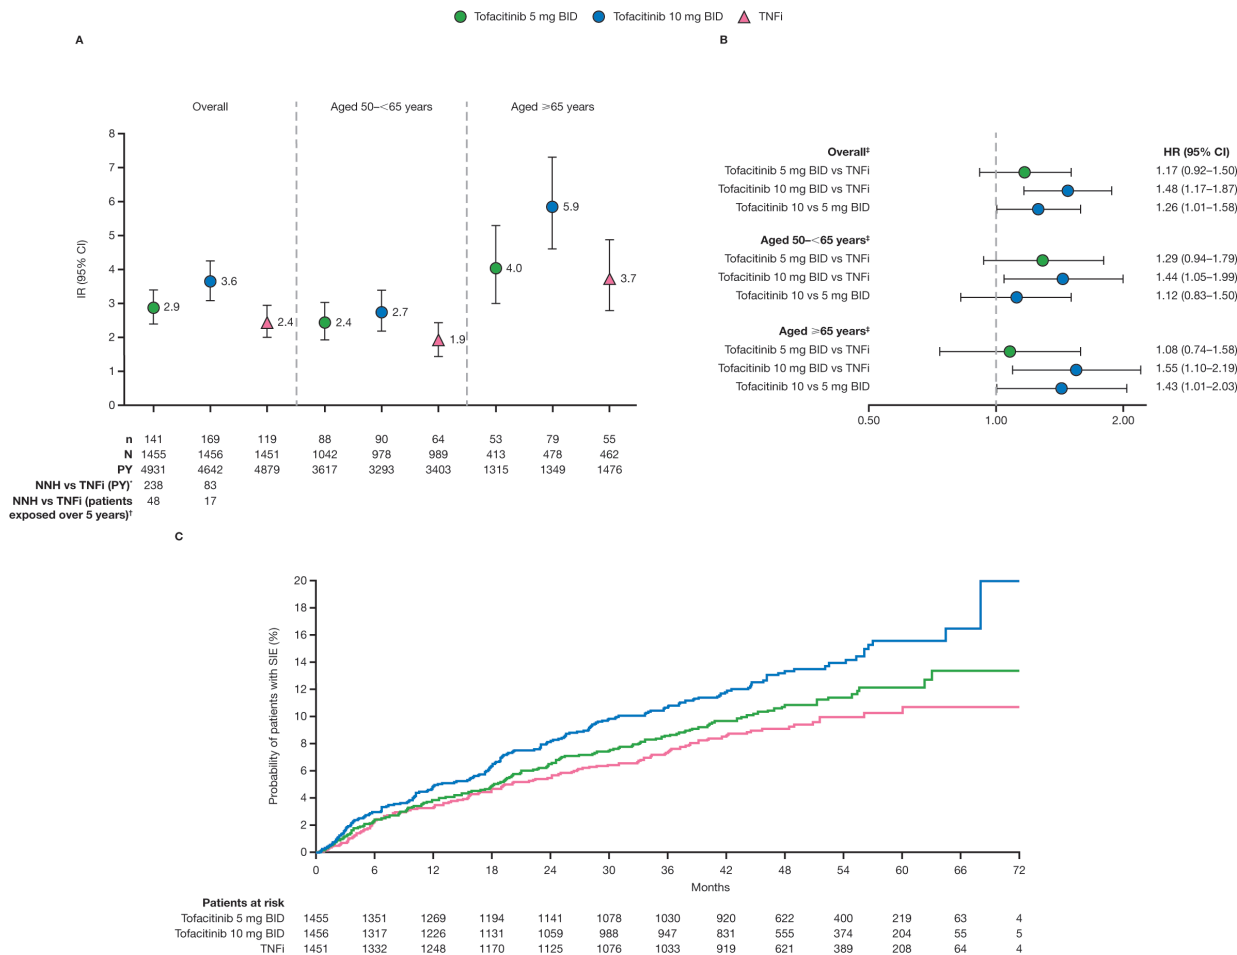 Tofacitinib 5 mg BID Tofacitinib 10 mg BID TNFi
A
Overall Aged 50–<65 years Aged ⩾65 years
IR (95% CI)
8
7
6
5
4
3
2
1
0
2.9 3.6 2.4 2.4 2.7 1.9 4.0 5.9 3.7
n 141 169 119 88 90 64 53 79 55
N 1455 1456 1451 1042 978 989 413 478 462
PY 4931 4642 4879 3617 3293 3403 1315 1349 1476
NNH vs TNFi (PY)* 238 83
NNH vs TNFi (patients 48 17
exposed over 5 years)†
B
Overall‡ HR (95% CI)
Tofacitinib 5 mg BID vs TNFi 1.17 (0.92–1.50)
Tofacitinib 10 mg BID vs TNFi 1.48 (1.17–1.87)
Tofacitinib 10 vs 5 mg BID 1.26 (1.01–1.58)
Aged 50–<65 years‡
Tofacitinib 5 mg BID vs TNFi 1.29 (0.94–1.79)
Tofacitinib 10 mg BID vs TNFi 1.44 (1.05–1.99)
Tofacitinib 10 vs 5 mg BID 1.12 (0.83–1.50)
Aged ⩾65 years‡
Tofacitinib 5 mg BID vs TNFi 1.08 (0.74–1.58)
Tofacitinib 10 mg BID vs TNFi 1.55 (1.10–2.19)
Tofacitinib 10 vs 5 mg BID 1.43 (1.01–2.03)
0.50 1.00 2.00
C
Probability of patients with SIE (%)
20
18
16
14
12
10
8
6
4
2
0
0 6 12 18 24 30 36 42 48 54 60 66 72
Months
Patients at risk
Tofacitinib 5 mg BID 1455 1351 1269 1194 1141 1078 1030 920 622 400 219 63 4
Tofacitinib 10 mg BID 1456 1317 1226 1131 1059 988 947 831 555 374 204 55 5
TNFi 1451 1332 1248 1170 1125 1076 1033 919 621 389 208 64 4